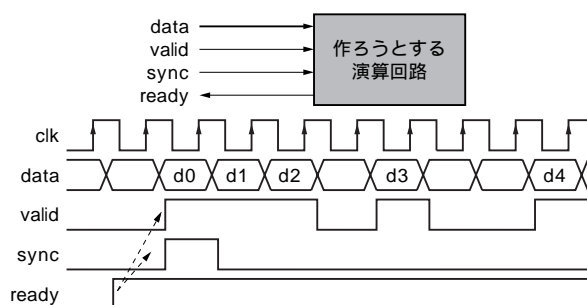 data
valid
sync
ready
作ろうとする
演算回路
clk
data
d0
d1
d2
d3
d4
valid
sync
ready